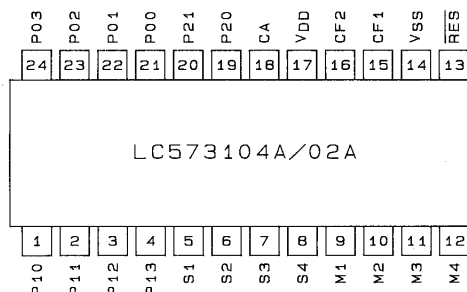 P03 P02 P01 P00 P21 P20 CA VDD CF2 CF1 VSS RES
24 23 22 21 20 19 18 17 16 15 14 13
LC573104A/02A
1 2 3 4 5 6 7 8 9 10 11 12
P10 P11 P12 P13 S1 S2 S3 S4 M1 M2 M3 M4